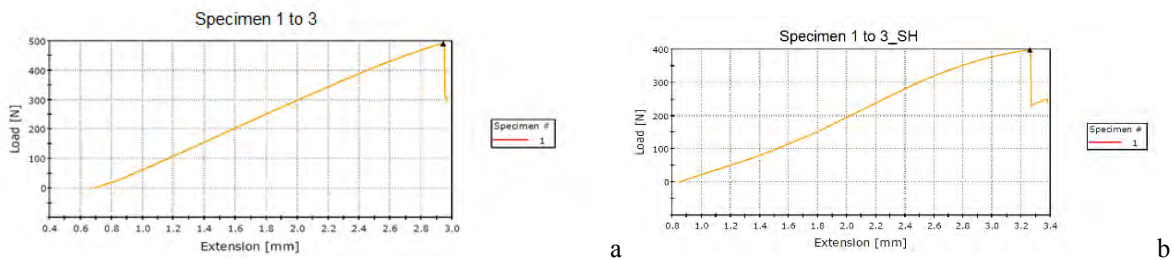 Specimen 1 to 3
500
400
300
200
100
0
Load [N]
0.4 0.6 0.8 1.0 1.2 1.4 1.6 1.8 2.0 2.2 2.4 2.6 2.8 3.0
Extension [mm]
Specimen #
1
a
Specimen 1 to 3_SH
400
300
200
100
0
Load [N]
0.8 1.0 1.2 1.4 1.6 1.8 2.0 2.2 2.4 2.6 2.8 3.0 3.2 3.4
Extension [mm]
Specimen #
1
b